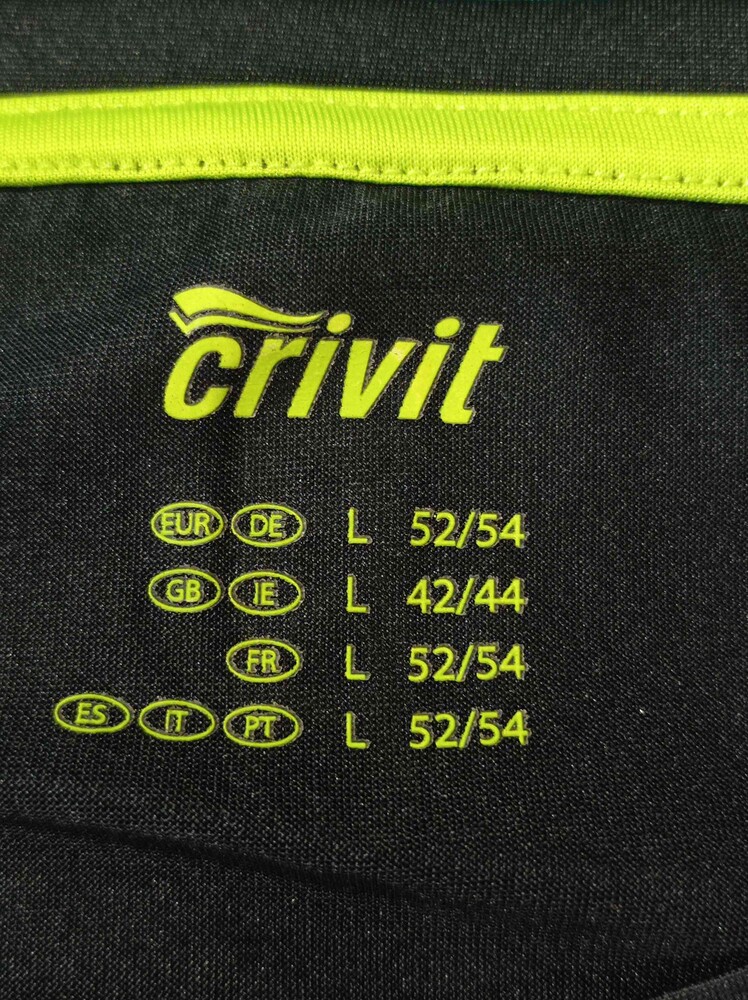 crivit
EUR DE L 52/54
GB IE L 42/44
FR L 52/54
ES IT PT L 52/54